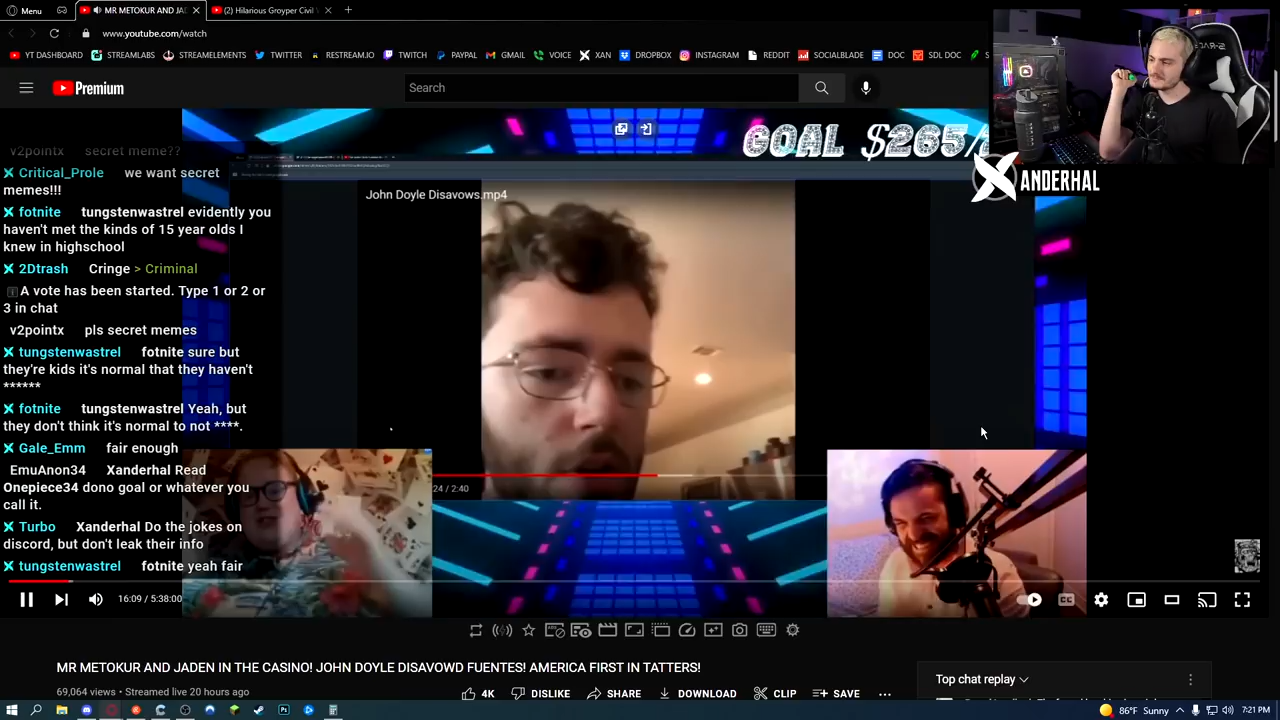 Menu
MR METOKUR AND JADEN
(2) Hilarious Groyper Civil
www.youtube.com/watch
YT DASHBOARD STREAMLABS STREAMELEMENTS TWITTER RESTREAM.IO TWITCH PAYPAL GMAIL VOICE XAN DROPBOX INSTAGRAM REDDIT SOCIALBLADE DOC SDL DOC
Premium
Search
GOAL $265/
ANDERHAL
John Doyle Disavows.mp4
v2pointx secret meme??
Critical_Prole we want secret
memes!!!
fotnite tungstenwastrel evidently you
haven't met the kinds of 15 year olds I
knew in highschool
2Dtrash Cringe > Criminal
A vote has been started. Type 1 or 2 or
3 in chat
v2pointx pls secret memes
tungstenwastrel fotnite sure but
they're kids it's normal that they haven't
******
fotnite tungstenwastrel Yeah, but
they don't think it's normal to not ****.
Gale_Emm fair enough
EmuAnon34 Xanderhal Read
Onepiece34 dono goal or whatever you
call it.
Turbo Xanderhal Do the jokes on
discord, but don't leak their info
tungstenwastrel fotnite yeah fair
24 / 2:40
16:09 / 5:38:00
CC
MR METOKUR AND JADEN IN THE CASINO! JOHN DOYLE DISAVOWD FUENTES! AMERICA FIRST IN TATTERS!
69,064 views • Streamed live 20 hours ago
4K DISLIKE SHARE DOWNLOAD CLIP SAVE
Top chat replay
86°F Sunny 7:21 PM